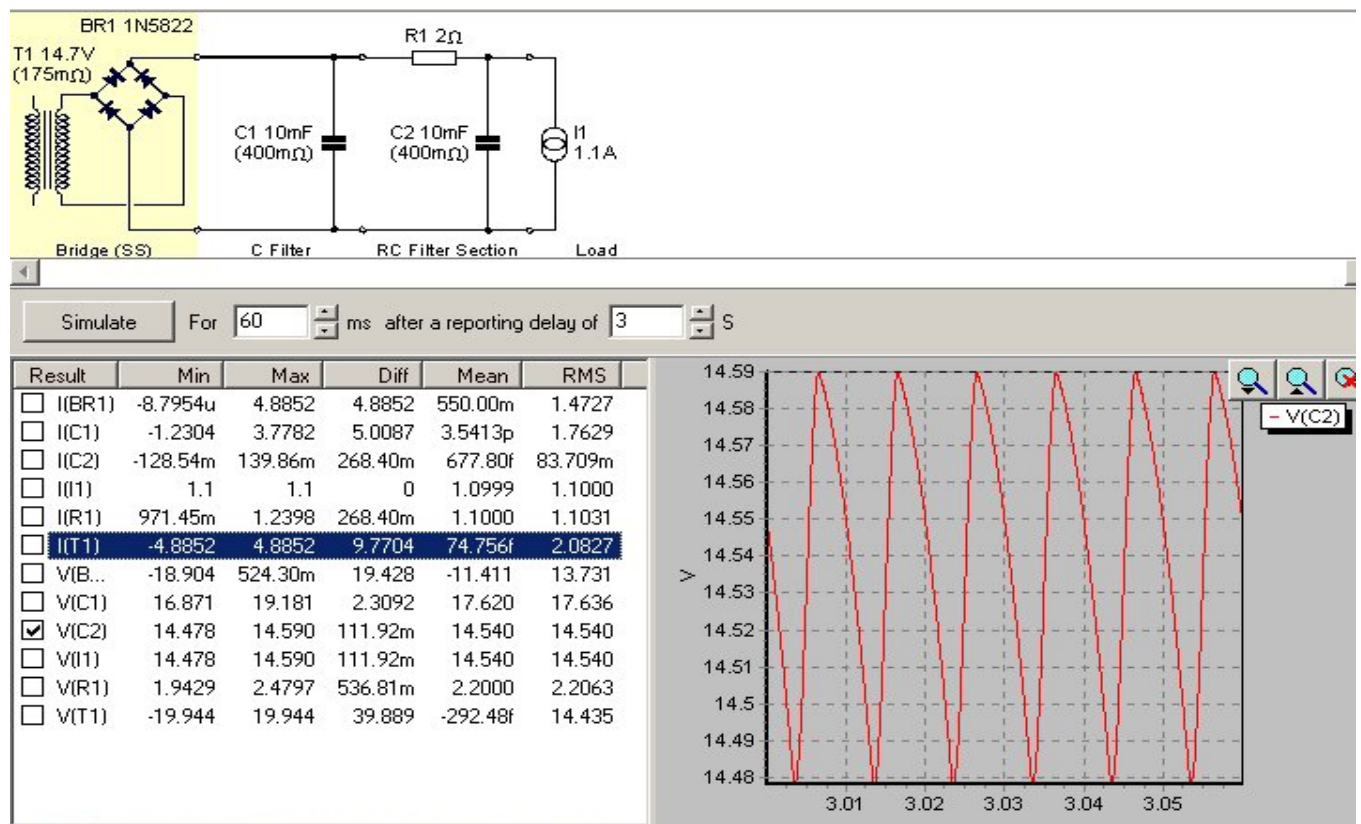 BR1 1N5822
T1 14.7V
(175mΩ)
R1 2Ω
C1 10mF
(400mΩ)
C2 10mF
(400mΩ)
I1
1.1A
Bridge (SS) C Filter RC Filter Section Load
Simulate For 60 ms after a reporting delay of 3 S
Result Min Max Diff Mean RMS
I(BR1) -8.7954u 4.8852 4.8852 550.00m 1.4727
I(C1) -1.2304 3.7782 5.0087 3.5413p 1.7629
I(C2) -128.54m 139.86m 268.40m 677.80f 83.709m
I(I1) 1.1 1.1 0 1.0999 1.1000
I(R1) 971.45m 1.2398 268.40m 1.1000 1.1031
I(T1) -4.8852 4.8852 9.7704 74.756f 2.0827
V(B... -18.904 524.30m 19.428 -11.411 13.731
V(C1) 16.871 19.181 2.3092 17.620 17.636
V(C2) 14.478 14.590 111.92m 14.540 14.540
V(I1) 14.478 14.590 111.92m 14.540 14.540
V(R1) 1.9429 2.4797 536.81m 2.2000 2.2063
V(T1) -19.944 19.944 39.889 -292.48f 14.435
14.59
14.58
14.57
14.56
14.55
14.54
14.53
14.52
14.51
14.5
14.49
14.48
V
V(C2)
3.01 3.02 3.03 3.04 3.05